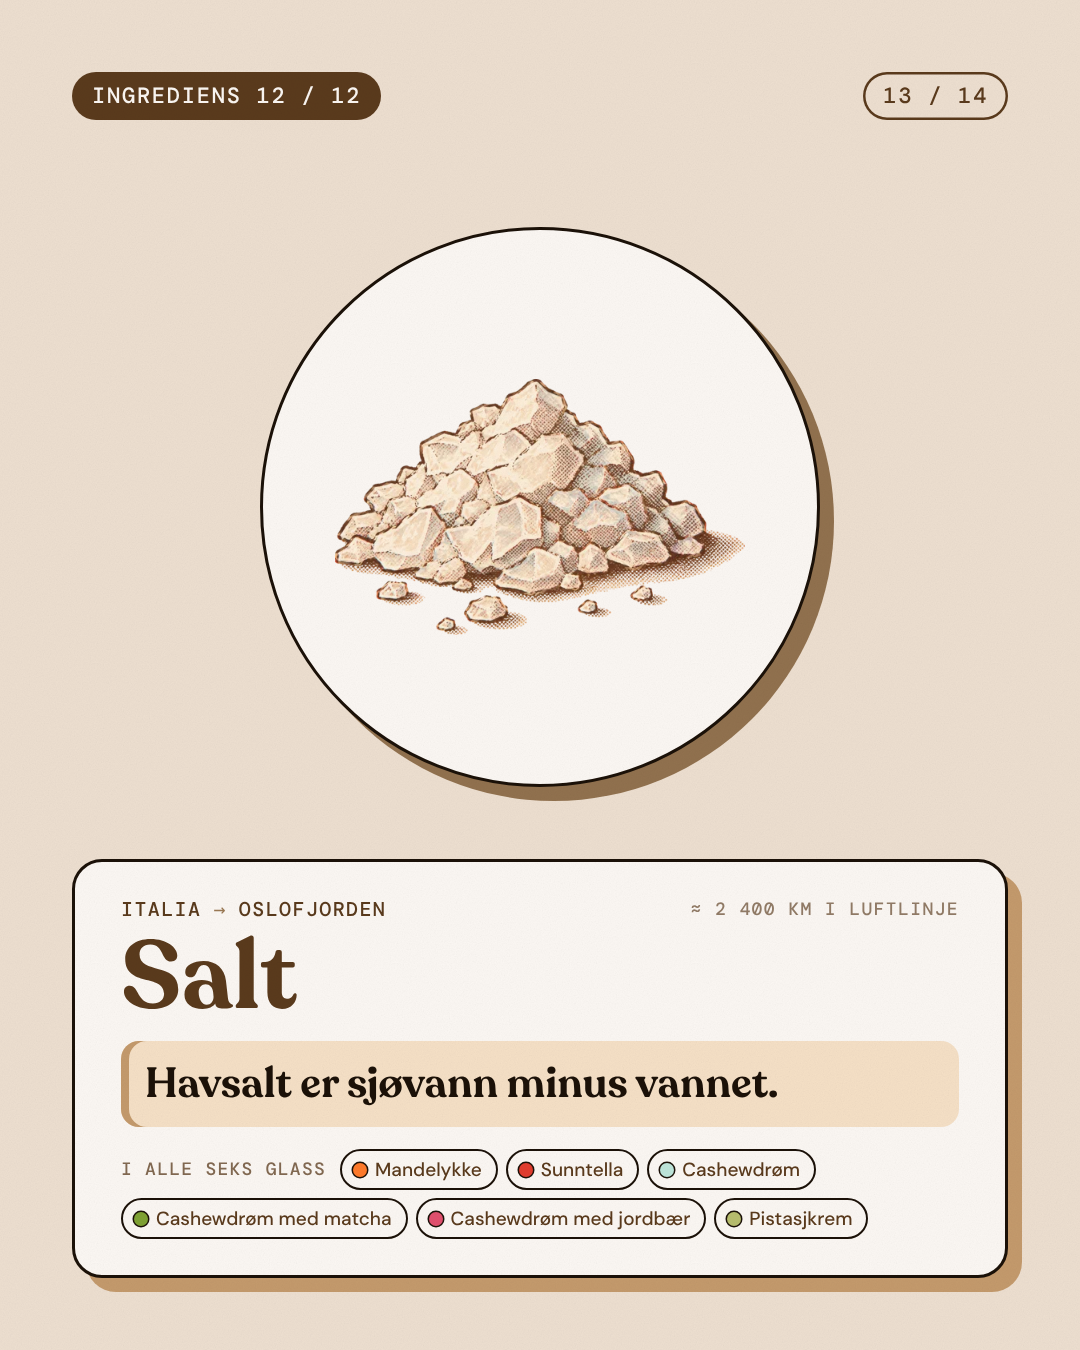 INGREDIENS 12 / 12
13 / 14
ITALIA → OSLOFJORDEN
≈ 2 400 KM I LUFTLINJE
Salt
Havsalt er sjøvann minus vannet.
I ALLE SEKS GLASS Mandelykke Sunntella Cashewdrøm
Cashewdrøm med matcha Cashewdrøm med jordbær Pistasjkrem